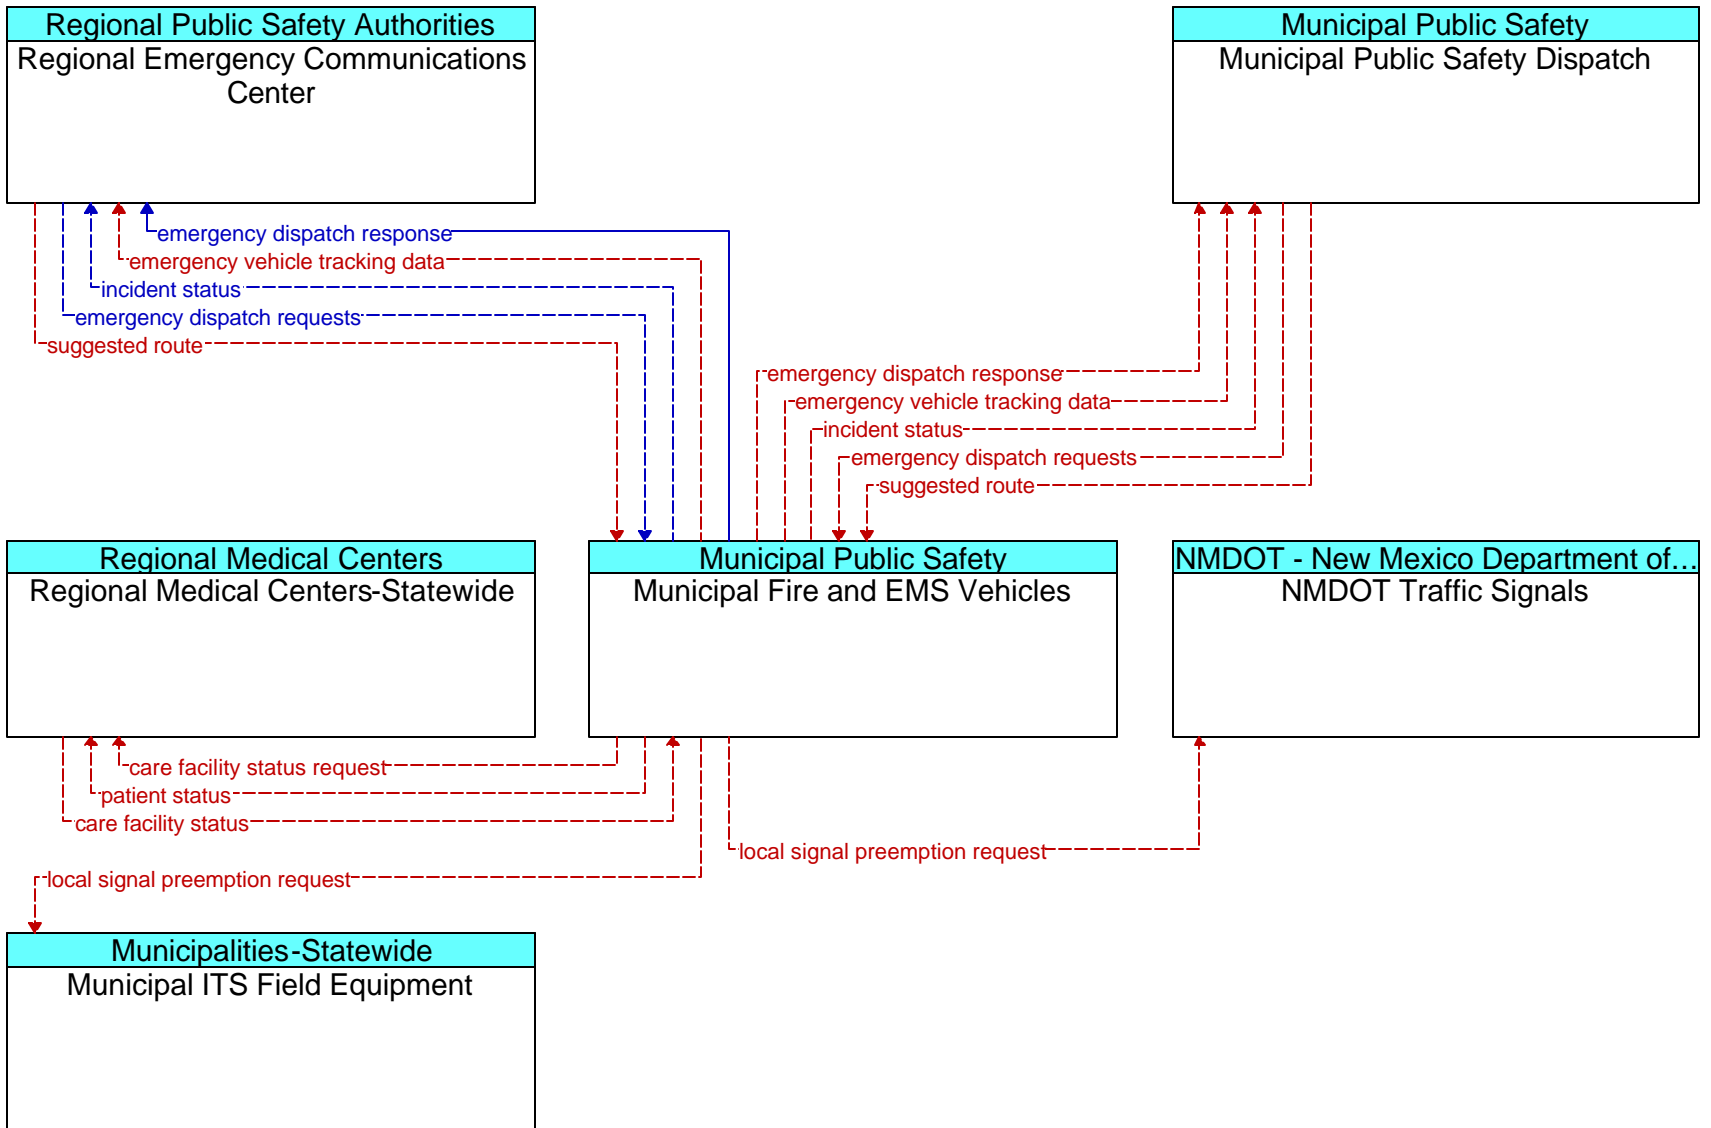 Regional Public Safety Authorities
Regional Emergency Communications
Center
Municipal Public Safety
Municipal Public Safety Dispatch
emergency dispatch response
emergency vehicle tracking data
incident status
emergency dispatch requests
suggested route
emergency dispatch response
emergency vehicle tracking data
incident status
emergency dispatch requests
suggested route
Regional Medical Centers
Regional Medical Centers-Statewide
Municipal Public Safety
Municipal Fire and EMS Vehicles
NMDOT - New Mexico Department of...
NMDOT Traffic Signals
care facility status request
patient status
care facility status
local signal preemption request
local signal preemption request
Municipalities-Statewide
Municipal ITS Field Equipment